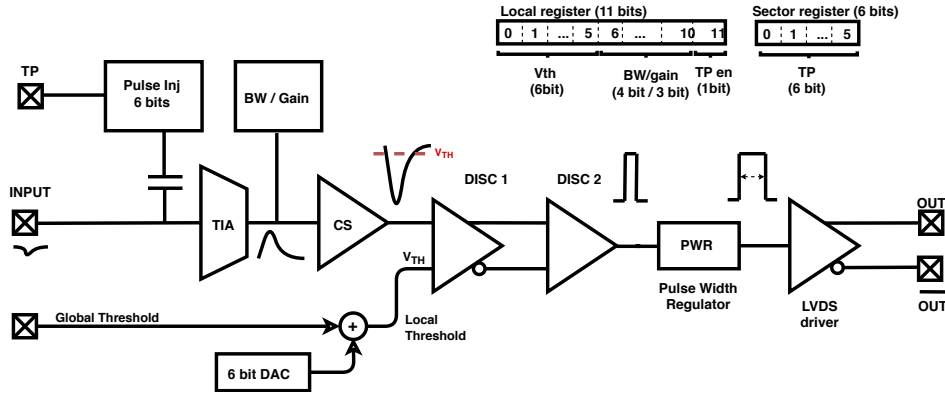 Local register (11 bits)
0 1 ... 5 6 ... 10 11
Vth
(6bit)
BW/gain
(4 bit / 3 bit)
TP en
(1bit)
Sector register (6 bits)
0 1 ... 5
TP
(6 bit)
TP
Pulse Inj
6 bits
BW / Gain
VTH
DISC 1
DISC 2
INPUT
TIA
CS
VTH
PWR
Pulse Width
Regulator
LVDS
driver
OUT
OUT
Global Threshold
+
Local
Threshold
6 bit DAC